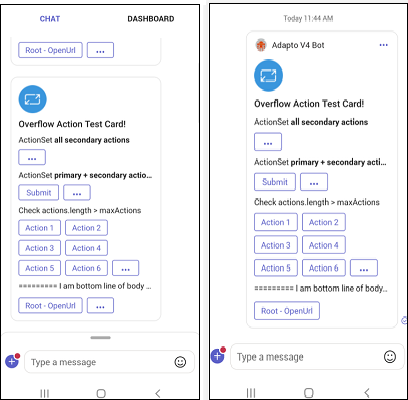 CHAT DASHBOARD
Root - OpenUrl ...
Overflow Action Test Card!
ActionSet all secondary actions
...
ActionSet primary + secondary actio...
Submit ...
Check actions.length > maxActions
Action 1 Action 2
Action 3 Action 4
Action 5 Action 6 ...
========= I am bottom line of body ...
Root - OpenUrl ...
Type a message
Today 11:44 AM
Adapto V4 Bot ...
Overflow Action Test Card!
ActionSet all secondary actions
...
ActionSet primary + secondary acti...
Submit ...
Check actions.length > maxActions
Action 1 Action 2
Action 3 Action 4
Action 5 Action 6 ...
========= I am bottom line of body...
Root - OpenUrl
Type a message